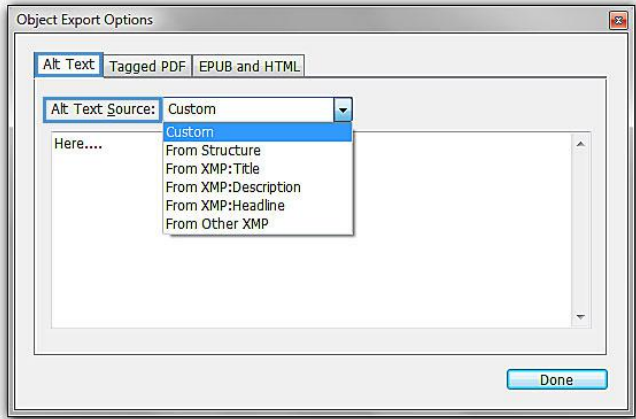 Object Export Options
Alt Text
Tagged PDF
EPUB and HTML
Alt Text Source:
Custom
Custom
From Structure
From XMP:Title
From XMP:Description
From XMP:Headline
From Other XMP
Here....
Done